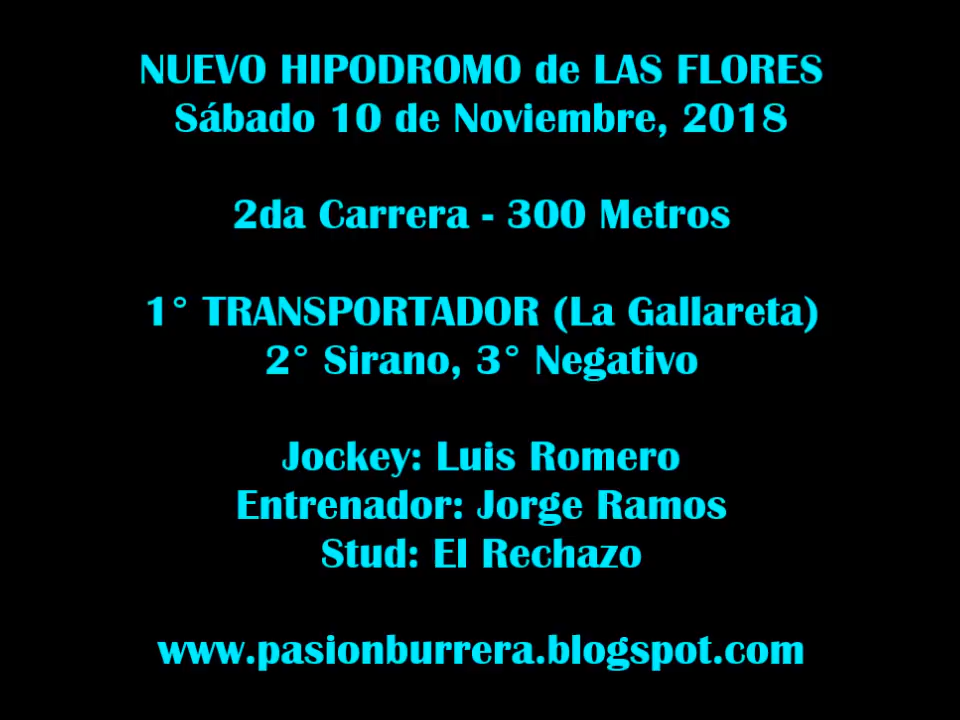 NUEVO HIPODROMO de LAS FLORES
Sábado 10 de Noviembre, 2018
2da Carrera - 300 Metros
1° TRANSPORTADOR (La Gallareta)
2° Sirano, 3° Negativo
Jockey: Luis Romero
Entrenador: Jorge Ramos
Stud: El Rechazo
www.pasionburrera.blogspot.com